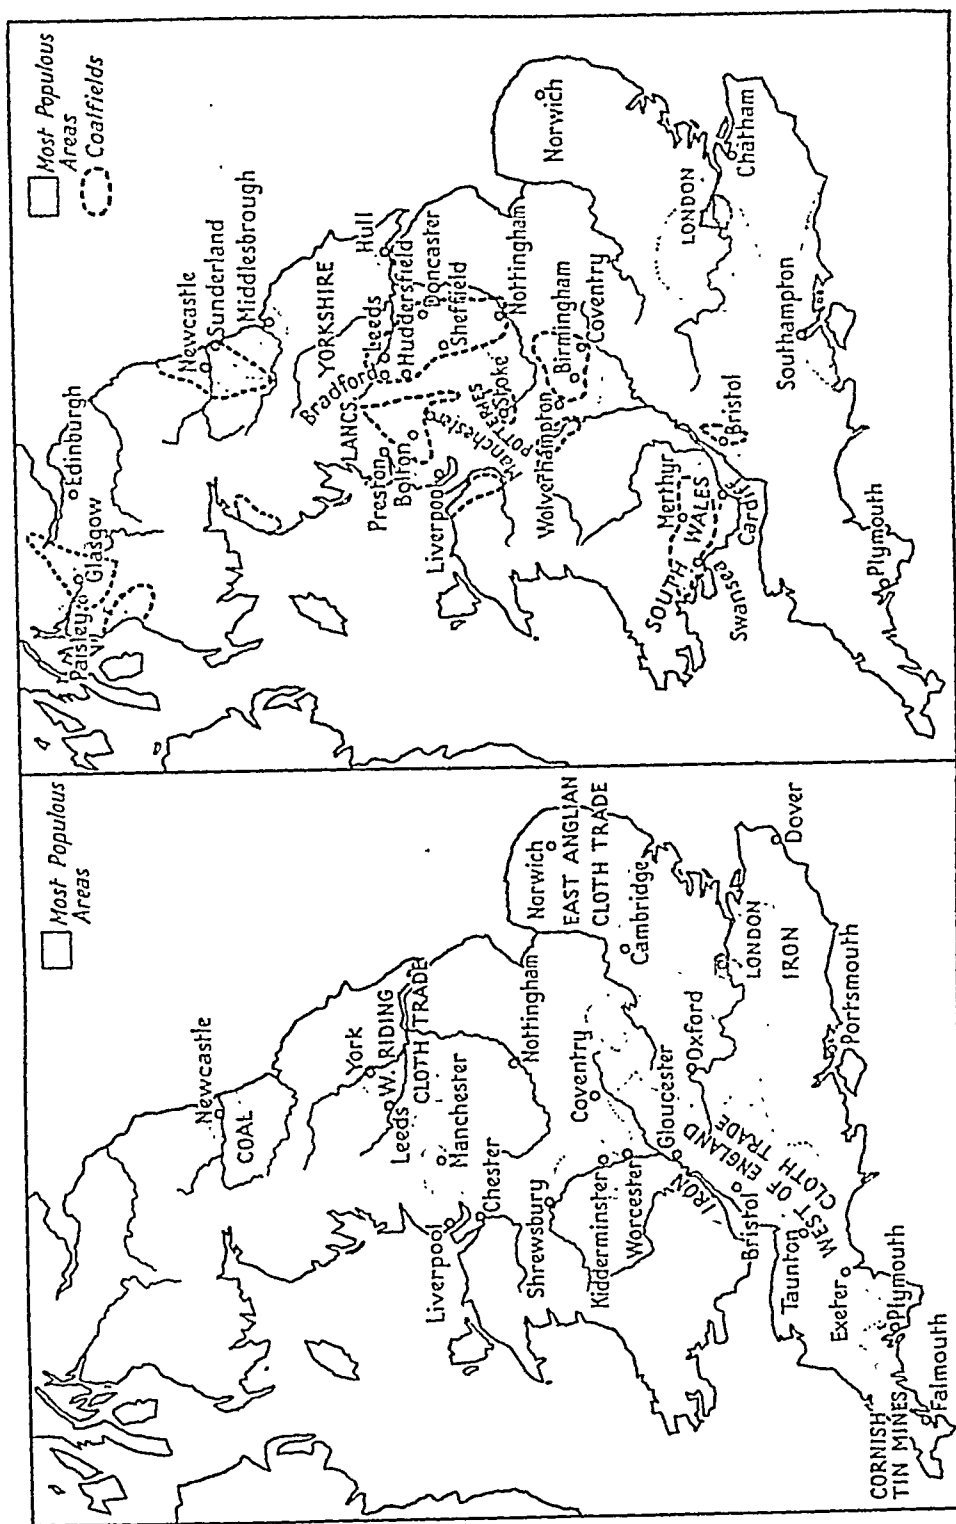 Most Populous
Areas
Newcastle
COAL
York
Leeds
W. RIDING
CLOTH TRADE
Manchester
Liverpool
Chester
Nottingham
Norwich
EAST ANGLIAN
CLOTH TRADE
Cambridge
Shrewsbury
Coventry
Kidderminster
Worcester
IRON
Gloucester
Oxford
LONDON
IRON
Bristol
WEST OF ENGLAND
CLOTH TRADE
Taunton
Exeter
Dover
Portsmouth
Plymouth
Falmouth
CORNISH
TIN MINES
Most Populous
Areas
Coalfields
Edinburgh
Glasgow
Paisley
Newcastle
Sunderland
Middlesbrough
YORKSHIRE
Hull
Bradford
Leeds
Huddersfield
LANCS
Preston
Bolton
Doncaster
Sheffield
Liverpool
Manchester
POTTERIES
Stoke
Nottingham
Norwich
Wolverhampton
Birmingham
Coventry
Merthyr
SOUTH WALES
Swansea
Cardiff
Bristol
LONDON
Chatham
Southampton
Plymouth